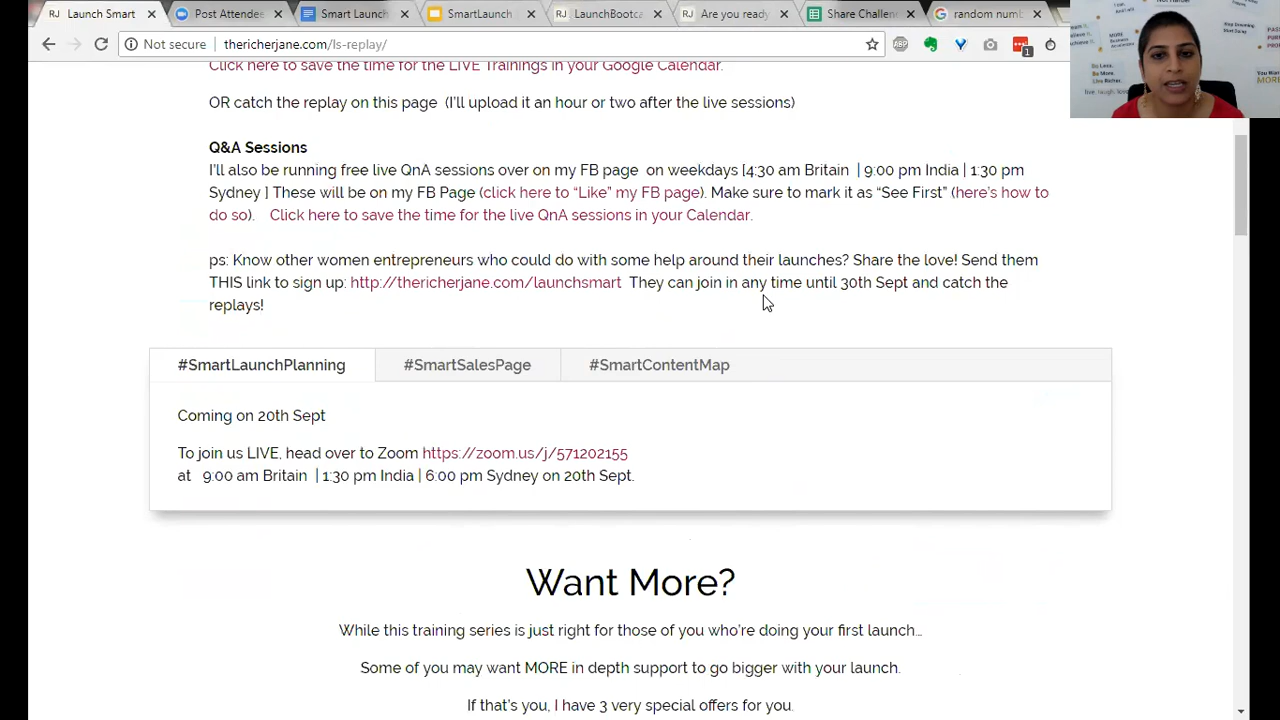 RJ Launch Smart
Post Attendee
Smart Launch
SmartLaunch
RJ LaunchBootca
RJ Are you ready
Share Challen
random num
Not secure thericherjane.com/ls-replay/
Click here to save the time for the LIVE Trainings in your Google Calendar.
OR catch the replay on this page (I'll upload it an hour or two after the live sessions)
Q&A Sessions
I'll also be running free live QnA sessions over on my FB page on weekdays [4:30 am Britain | 9:00 pm India | 1:30 pm
Sydney ] These will be on my FB Page (click here to "Like" my FB page). Make sure to mark it as "See First" (here's how to
do so). Click here to save the time for the live QnA sessions in your Calendar.
ps: Know other women entrepreneurs who could do with some help around their launches? Share the love! Send them
THIS link to sign up: http://thericherjane.com/launchsmart They can join in any time until 30th Sept and catch the
replays!
#SmartLaunchPlanning #SmartSalesPage #SmartContentMap
Coming on 20th Sept
To join us LIVE, head over to Zoom https://zoom.us/j/571202155
at 9:00 am Britain | 1:30 pm India | 6:00 pm Sydney on 20th Sept.
Want More?
While this training series is just right for those of you who're doing your first launch...
Some of you may want MORE in depth support to go bigger with your launch.
If that's you, I have 3 very special offers for you.